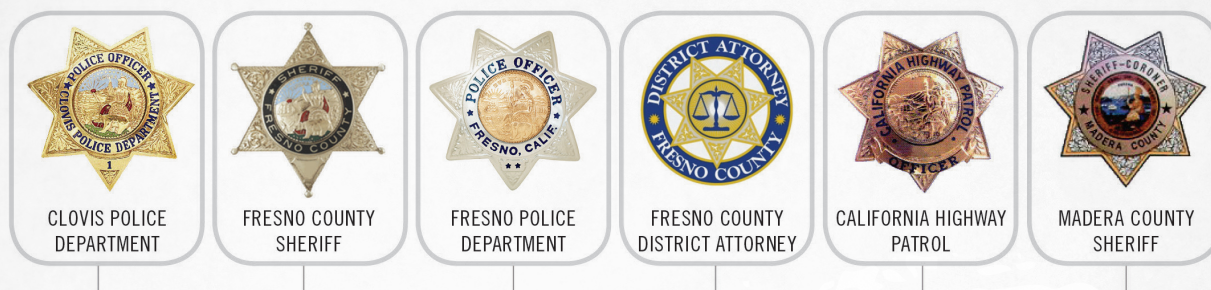 POLICE OFFICER
CLOVIS POLICE DEPARTMENT
1
CLOVIS POLICE
DEPARTMENT
SHERIFF
FRESNO COUNTY
FRESNO COUNTY
SHERIFF
POLICE OFFICER
FRESNO, CALIF.
FRESNO POLICE
DEPARTMENT
DISTRICT ATTORNEY
FRESNO COUNTY
FRESNO COUNTY
DISTRICT ATTORNEY
CALIFORNIA HIGHWAY PATROL
OFFICER
CALIFORNIA HIGHWAY
PATROL
SHERIFF-CORONER
MADERA COUNTY
MADERA COUNTY
SHERIFF